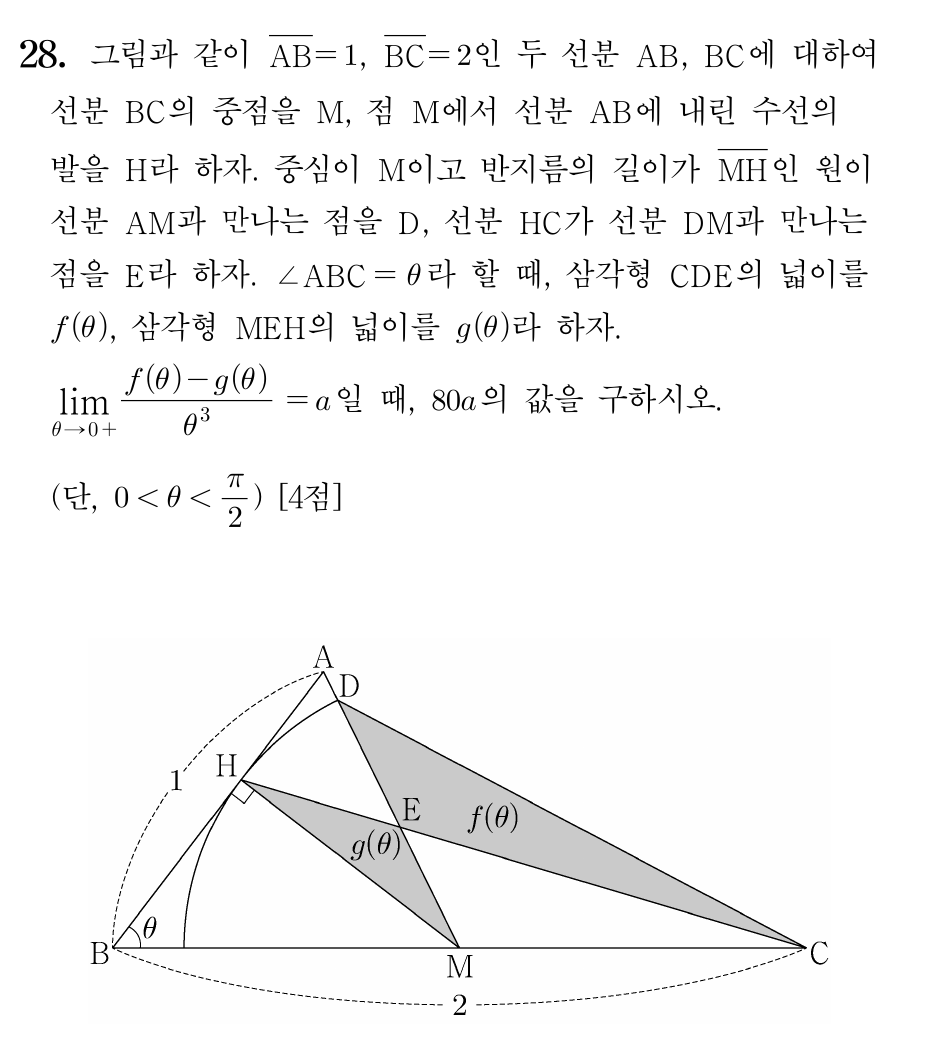 28. 그림과 같이 $\overline{AB}=1$, $\overline{BC}=2$인 두 선분 AB, BC에 대하여
선분 BC의 중점을 M, 점 M에서 선분 AB에 내린 수선의
발을 H라 하자. 중심이 M이고 반지름의 길이가 $\overline{MH}$인 원이
선분 AM과 만나는 점을 D, 선분 HC가 선분 DM과 만나는
점을 E라 하자. ∠ABC = θ라 할 때, 삼각형 CDE의 넓이를
f(θ), 삼각형 MEH의 넓이를 g(θ)라 하자.
$\lim_{\theta \to 0+} \frac{f(\theta)-g(\theta)}{\theta^3} = a$일 때, 80a의 값을 구하시오.
(단, $0<\theta<\frac{\pi}{2}$) [4점]
A
D
H
1
E
f(θ)
g(θ)
θ
B
M
C
2